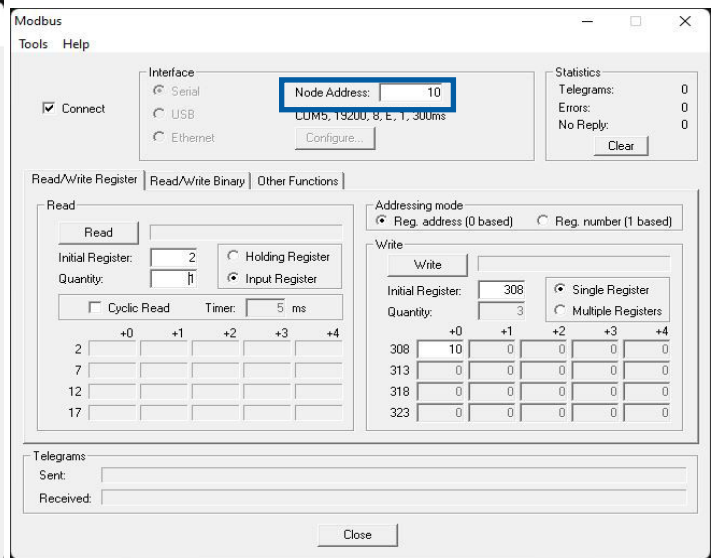 Modbus
Tools Help
Interface
Serial
USB
Ethernet
Connect
Node Address: 10
COM5, 19200, 8, E, 1, 300ms
Configure...
Statistics
Telegrams: 0
Errors: 0
No Reply: 0
Clear
Read/Write Register Read/Write Binary Other Functions
Read
Read
Initial Register: 2
Quantity: 1
Holding Register
Input Register
Cyclic Read Timer: 5 ms
+0 +1 +2 +3 +4
2
7
12
17
Addressing mode
Reg. address (0 based) Reg. number (1 based)
Write
Write
Initial Register: 308
Quantity: 3
Single Register
Multiple Registers
+0 +1 +2 +3 +4
308 10 0 0 0 0
313 0 0 0 0 0
318 0 0 0 0 0
323 0 0 0 0 0
Telegrams
Sent:
Received:
Close